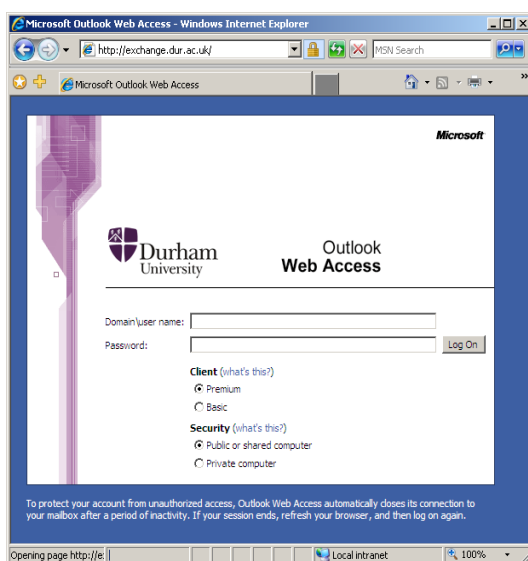 Microsoft Outlook Web Access - Windows Internet Explorer
http://exchange.dur.ac.uk/
MSN Search
Microsoft Outlook Web Access
»
Microsoft
Durham
University
Outlook
Web Access
Domain\user name:
Password:
Log On
Client (what's this?)
Premium
Basic
Security (what's this?)
Public or shared computer
Private computer
To protect your account from unauthorized access, Outlook Web Access automatically closes its connection to
your mailbox after a period of inactivity. If your session ends, refresh your browser, and then log on again.
Opening page http://e: Local intranet 100%